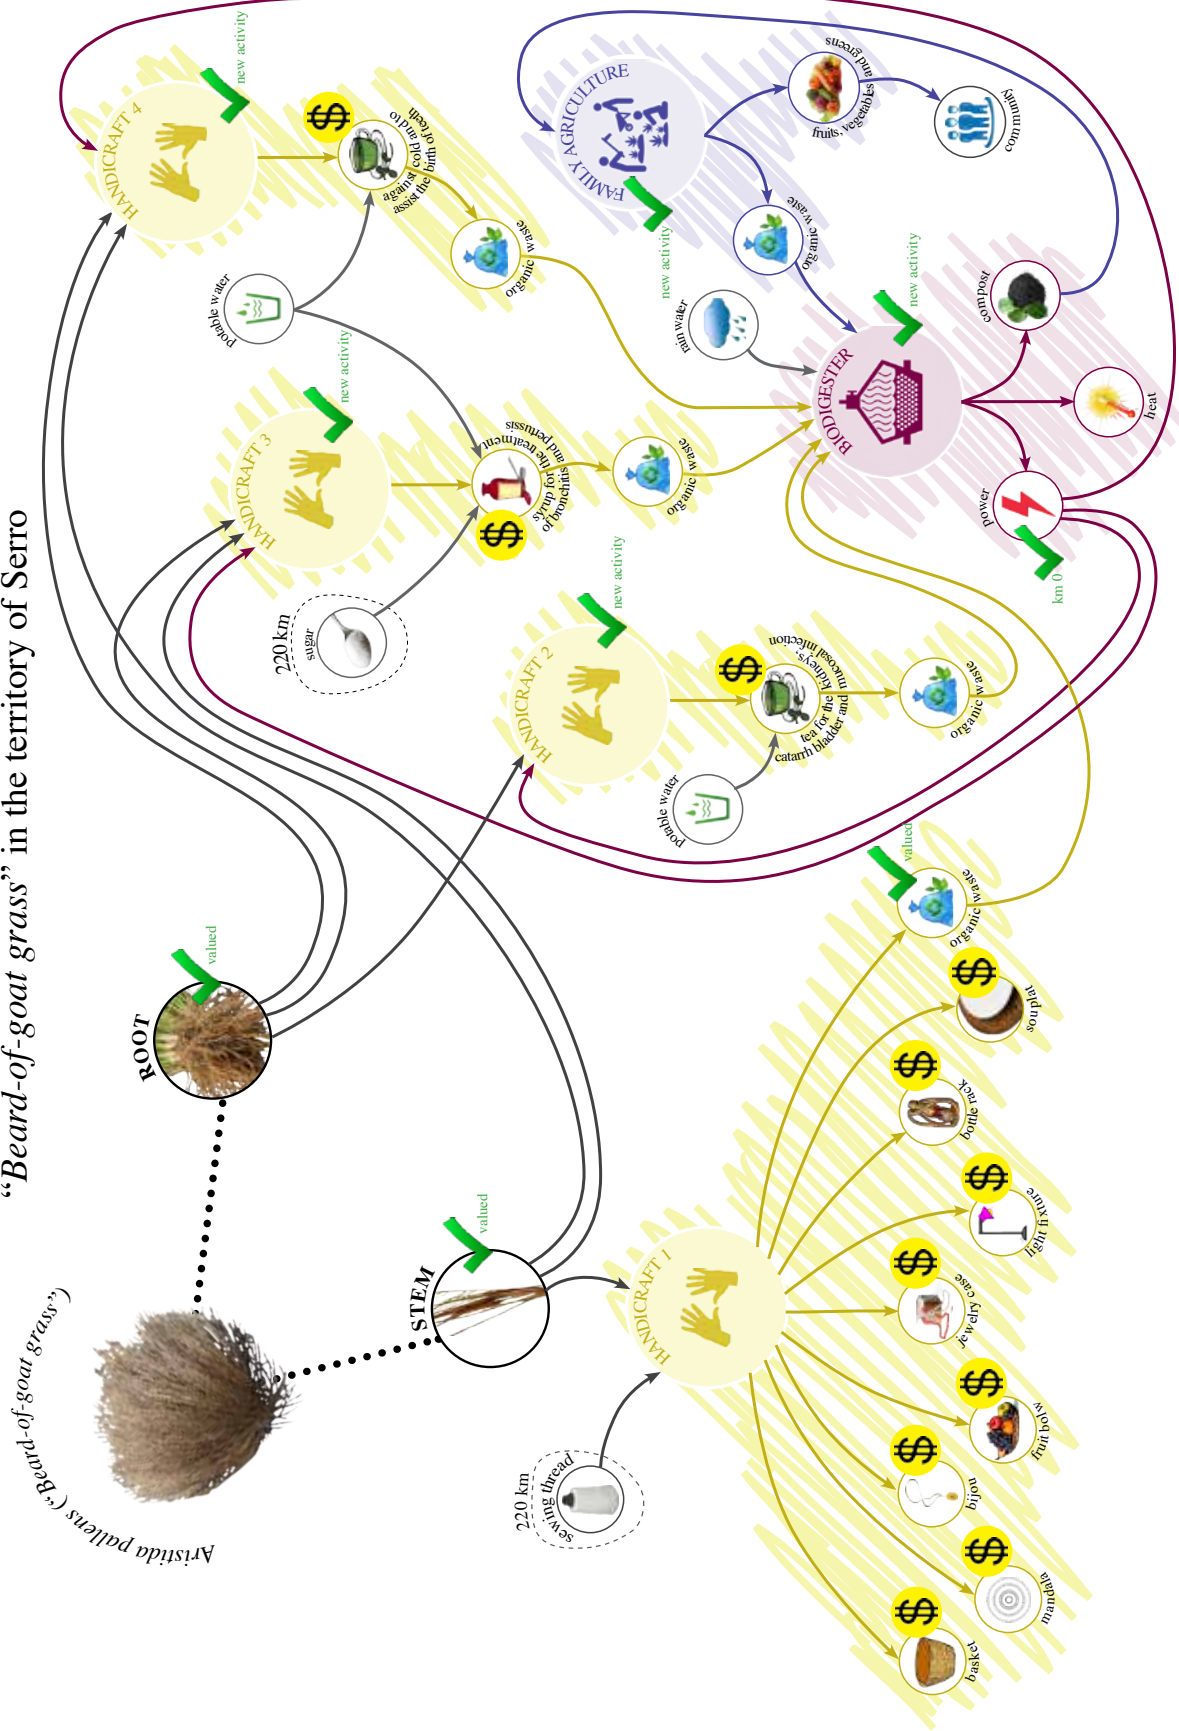 “Beard-of-goat grass” in the territory of Serro
Aristida pallens (“Beard-of-goat grass”)
ROOT
valued
STEM
valued
220 km
sewing thread
HANDICRAFT 1
basket
mandala
bijou
fruit bolw
jewelry case
light fixture
bottle rack
sousplat
organic waste
valued
HANDICRAFT 2
new activity
potable water
tea for the kidneys,
catarrh bladder and mucosal infection
organic waste
HANDICRAFT 3
new activity
220 km
sugar
syrup for the treatment
of bronchitis and pertussis
organic waste
HANDICRAFT 4
new activity
potable water
against cold and to
assist the birth of teeth
organic waste
FAMILY AGRICULTURE
new activity
fruits, vegetables and greens
community
organic waste
rain water
BIODIGESTER
new activity
compost
heat
power
km 0